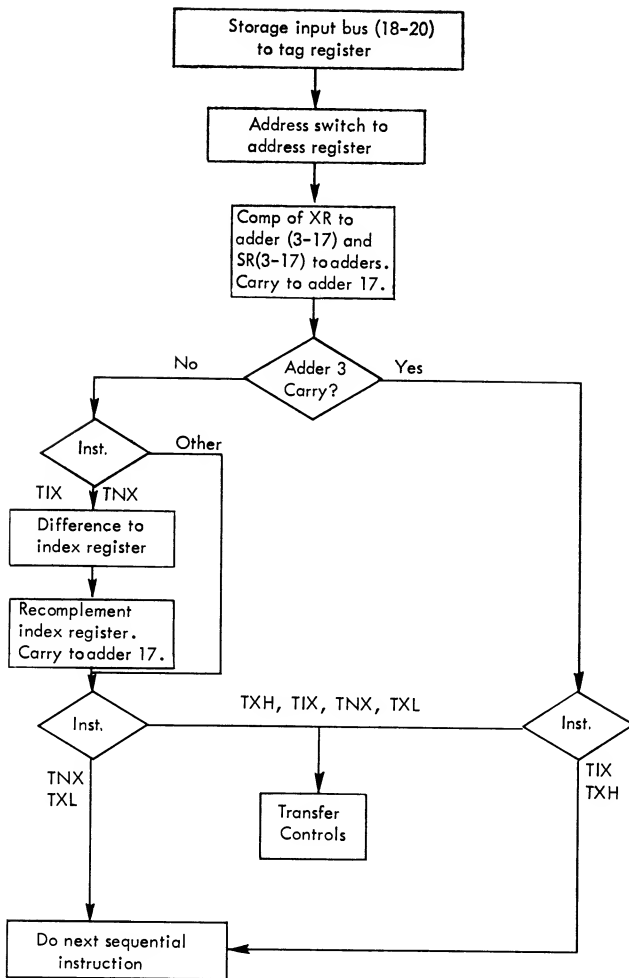 Storage input bus (18-20)
to tag register
Address switch to
address register
Comp of XR to
adder (3-17) and
SR(3-17) to adders.
Carry to adder 17.
Adder 3
Carry?
No
Yes
Inst.
Other
TIX TNX
Difference to
index register
Recomplement
index register.
Carry to adder 17.
Inst.
TXH, TIX, TNX, TXL
Inst.
TNX
TXL
TIX
TXH
Transfer
Controls
Do next sequential
instruction